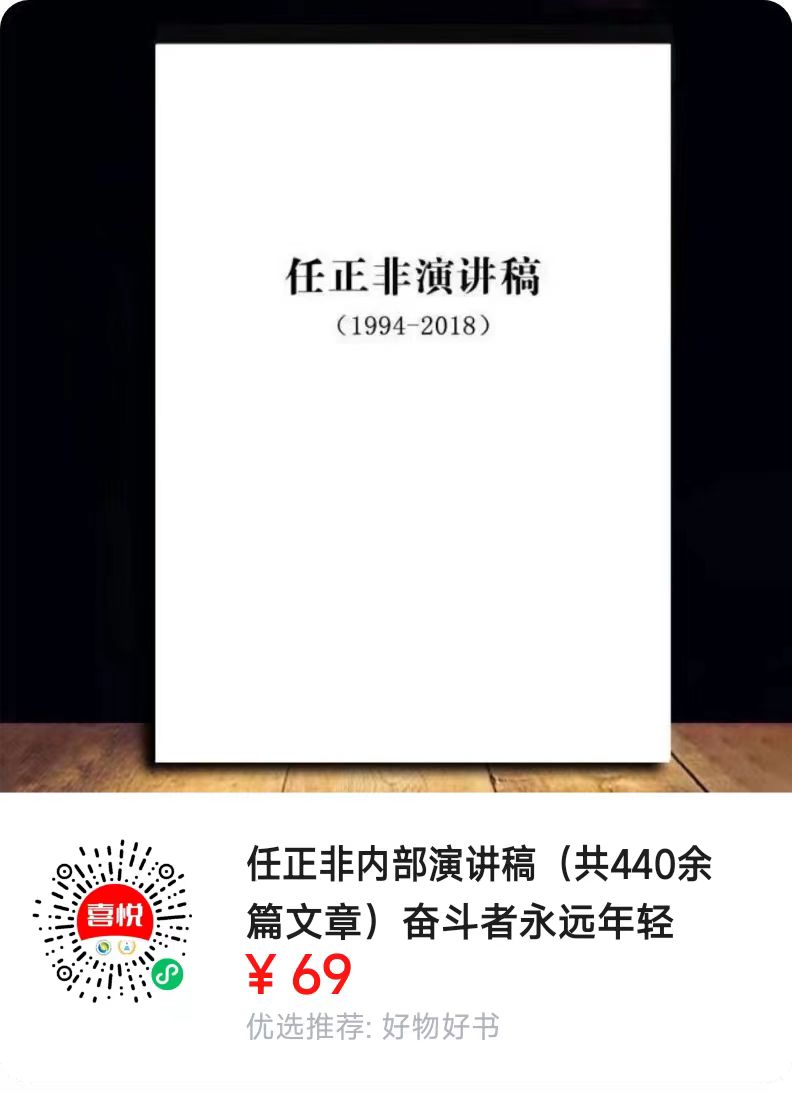 任正非演讲稿
（1994-2018）
任正非内部演讲稿（共440余
篇文章）奋斗者永远年轻
¥ 69
优选推荐: 好物好书
喜悦